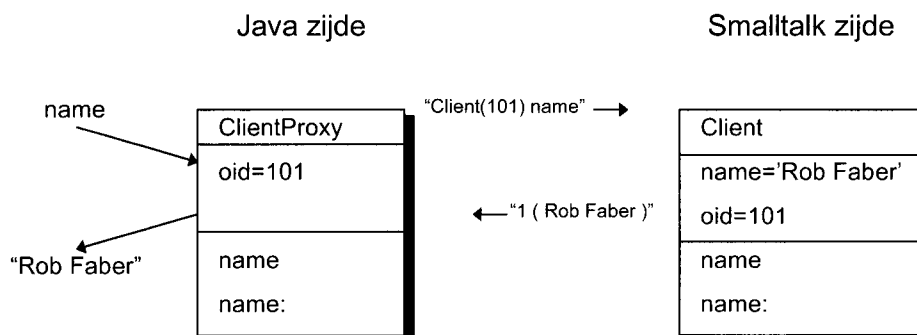 Java zijde
Smalltalk zijde
name
“Rob Faber”
ClientProxy
oid=101
name
name:
“Client(101) name”
“1 ( Rob Faber )”
Client
name='Rob Faber'
oid=101
name
name: